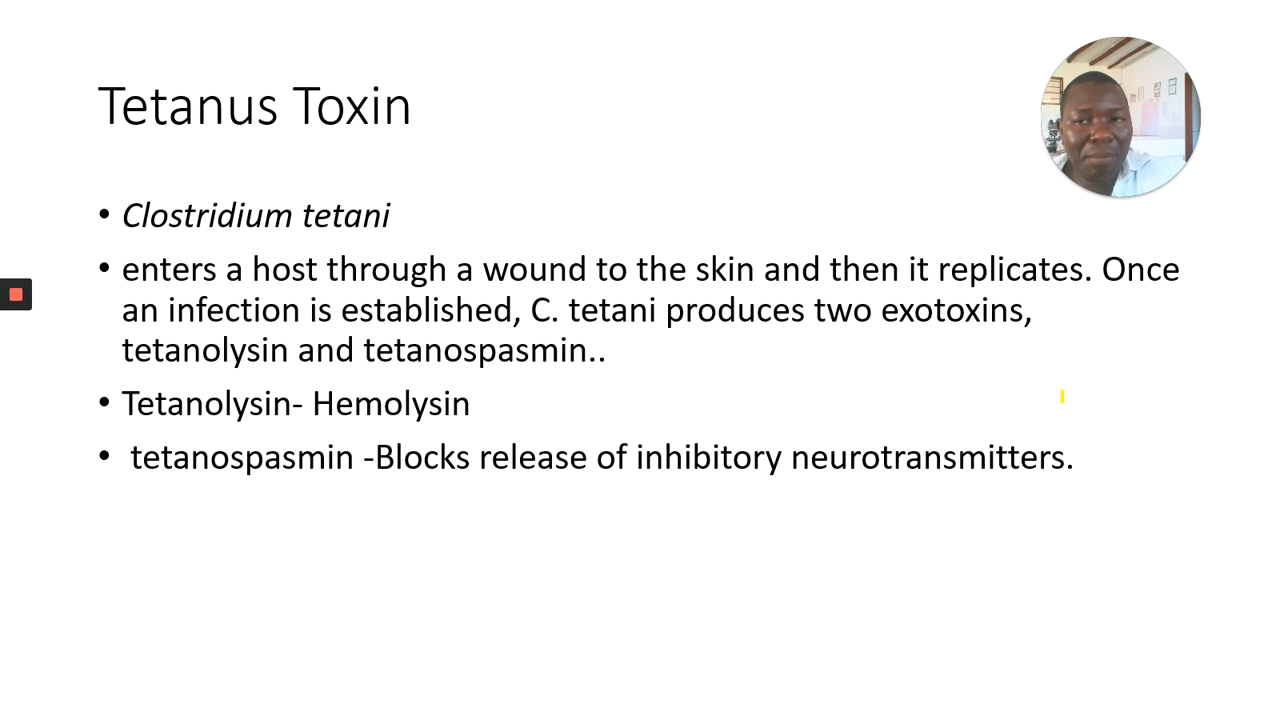 Tetanus Toxin
• Clostridium tetani
• enters a host through a wound to the skin and then it replicates. Once
an infection is established, C. tetani produces two exotoxins,
tetanolysin and tetanospasmin..
• Tetanolysin- Hemolysin
• tetanospasmin -Blocks release of inhibitory neurotransmitters.